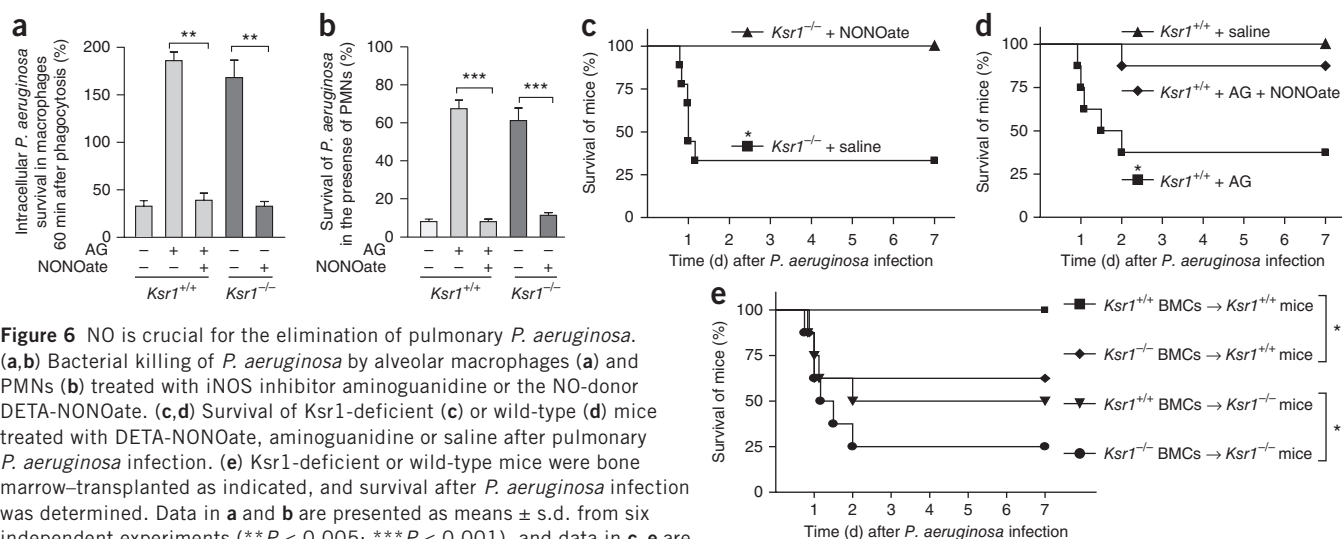 a
Intracellular P. aeruginosa
survival in macrophages
60 min after phagocytosis (%)
200
150
100
50
0
**
**
AG – + + – –
NONOate – – + – +
Ksr1+/+ Ksr1–/–
b
Survival of P. aeruginosa
in the presense of PMNs (%)
100
80
60
40
20
0
***
***
AG – + + – –
NONOate – – + – +
Ksr1+/+ Ksr1–/–
c
Survival of mice (%)
100
75
50
25
0
Ksr1–/– + NONOate
*
Ksr1–/– + saline
1 2 3 4 5 6 7
Time (d) after P. aeruginosa infection
d
Survival of mice (%)
100
75
50
25
0
Ksr1+/+ + saline
Ksr1+/+ + AG + NONOate
*
Ksr1+/+ + AG
1 2 3 4 5 6 7
Time (d) after P. aeruginosa infection
e
Survival of mice (%)
100
75
50
25
0
Ksr1+/+ BMCs → Ksr1+/+ mice
*
Ksr1–/– BMCs → Ksr1+/+ mice
Ksr1+/+ BMCs → Ksr1–/– mice
*
Ksr1–/– BMCs → Ksr1–/– mice
1 2 3 4 5 6 7
Time (d) after P. aeruginosa infection
Figure 6 NO is crucial for the elimination of pulmonary P. aeruginosa.
(a,b) Bacterial killing of P. aeruginosa by alveolar macrophages (a) and
PMNs (b) treated with iNOS inhibitor aminoguanidine or the NO-donor
DETA-NONOate. (c,d) Survival of Ksr1-deficient (c) or wild-type (d) mice
treated with DETA-NONOate, aminoguanidine or saline after pulmonary
P. aeruginosa infection. (e) Ksr1-deficient or wild-type mice were bone
marrow–transplanted as indicated, and survival after P. aeruginosa infection
was determined. Data in a and b are presented as means ± s.d. from six
independent experiments (**P < 0.005; ***P < 0.001), and data in c–e are